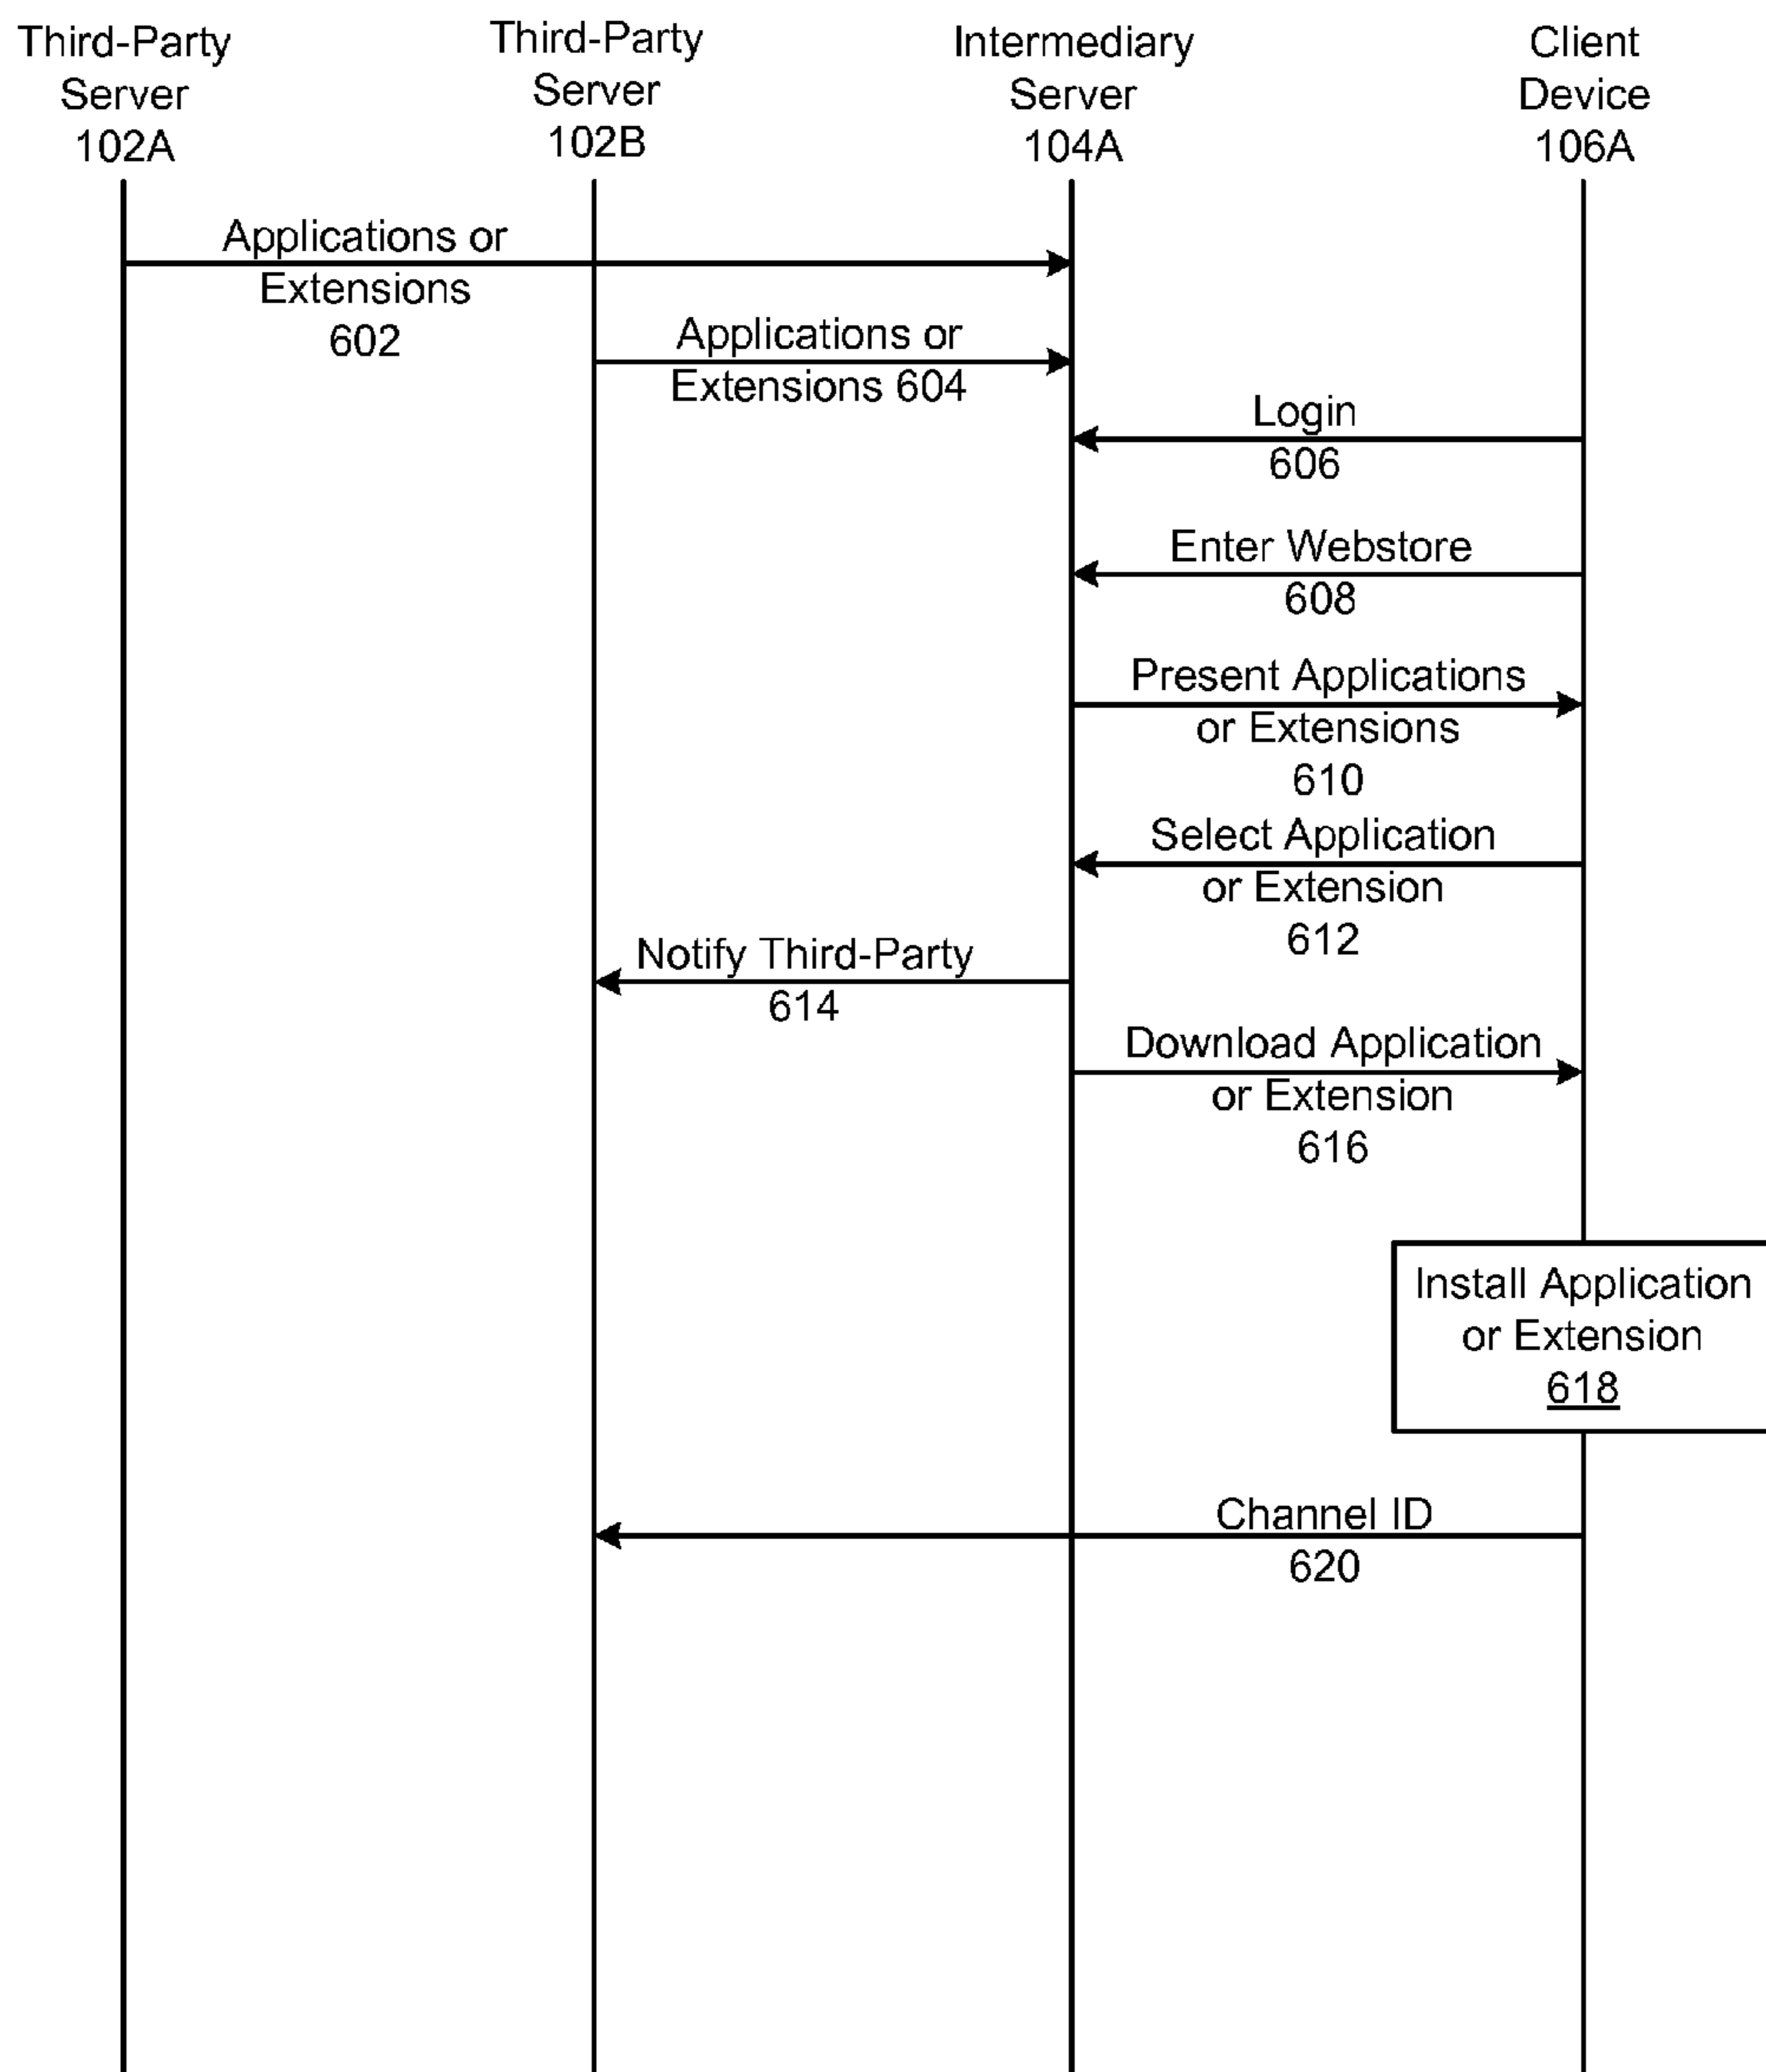 Third-Party
Server
102A
Third-Party
Server
102B
Intermediary
Server
104A
Client
Device
106A
Applications or
Extensions
602
Applications or
Extensions 604
Login
606
Enter Webstore
608
Present Applications
or Extensions
610
Select Application
or Extension
612
Notify Third-Party
614
Download Application
or Extension
616
Install Application
or Extension
618
Channel ID
620